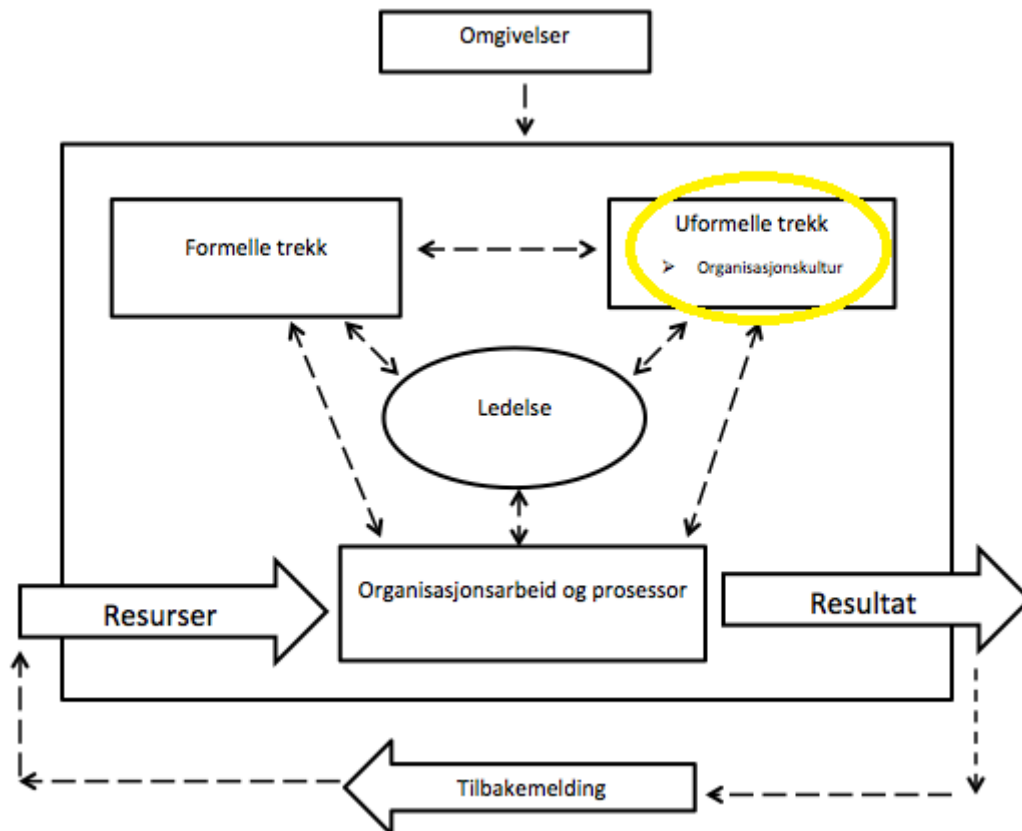 Omgivelser
Formelle trekk
Uformelle trekk
➢ Organisasjonskultur
Ledelse
Organisasjonsarbeid og prosessor
Resurser
Resultat
Tilbakemelding